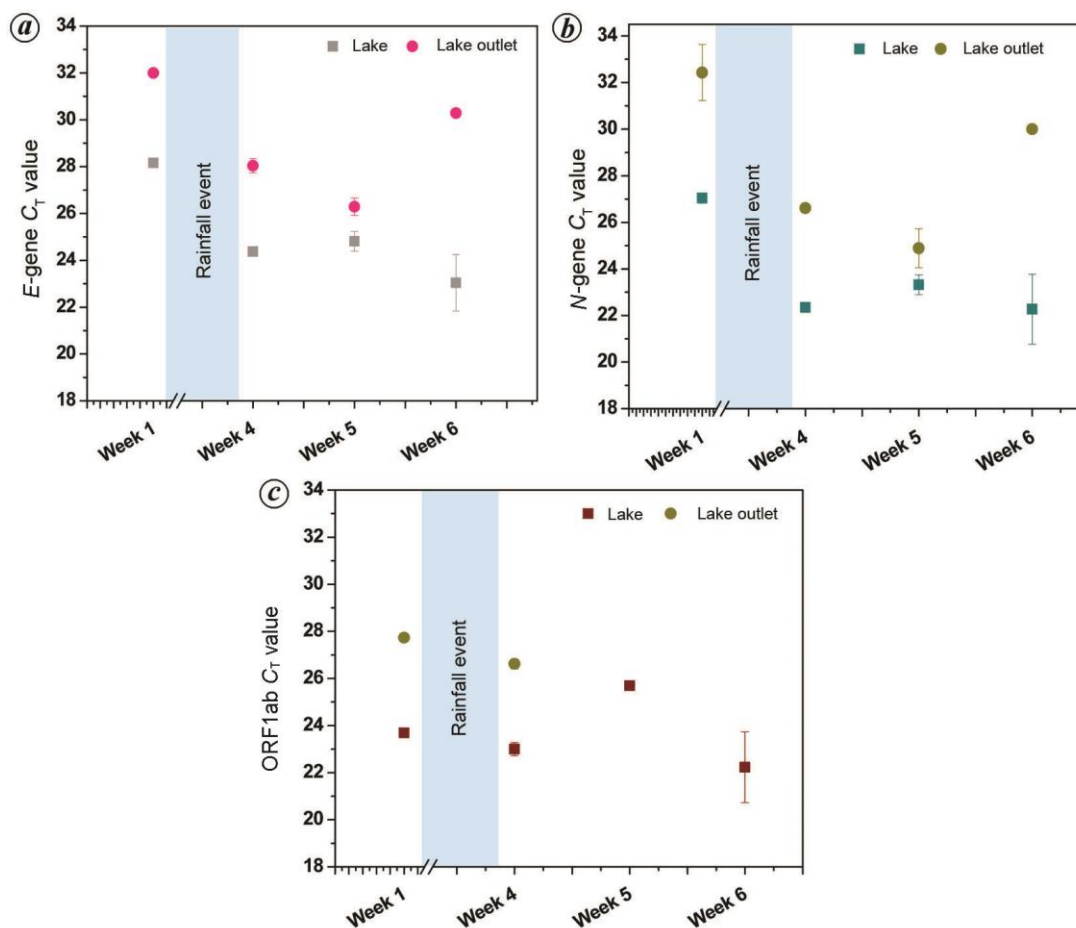 a
Lake Lake outlet
E-gene CT value
34
32
30
28
26
24
22
20
18
Rainfall event
Week 1
Week 4
Week 5
Week 6
b
Lake Lake outlet
N-gene CT value
34
32
30
28
26
24
22
20
18
Rainfall event
Week 1
Week 4
Week 5
Week 6
c
Lake Lake outlet
ORF1ab CT value
34
32
30
28
26
24
22
20
18
Rainfall event
Week 1
Week 4
Week 5
Week 6